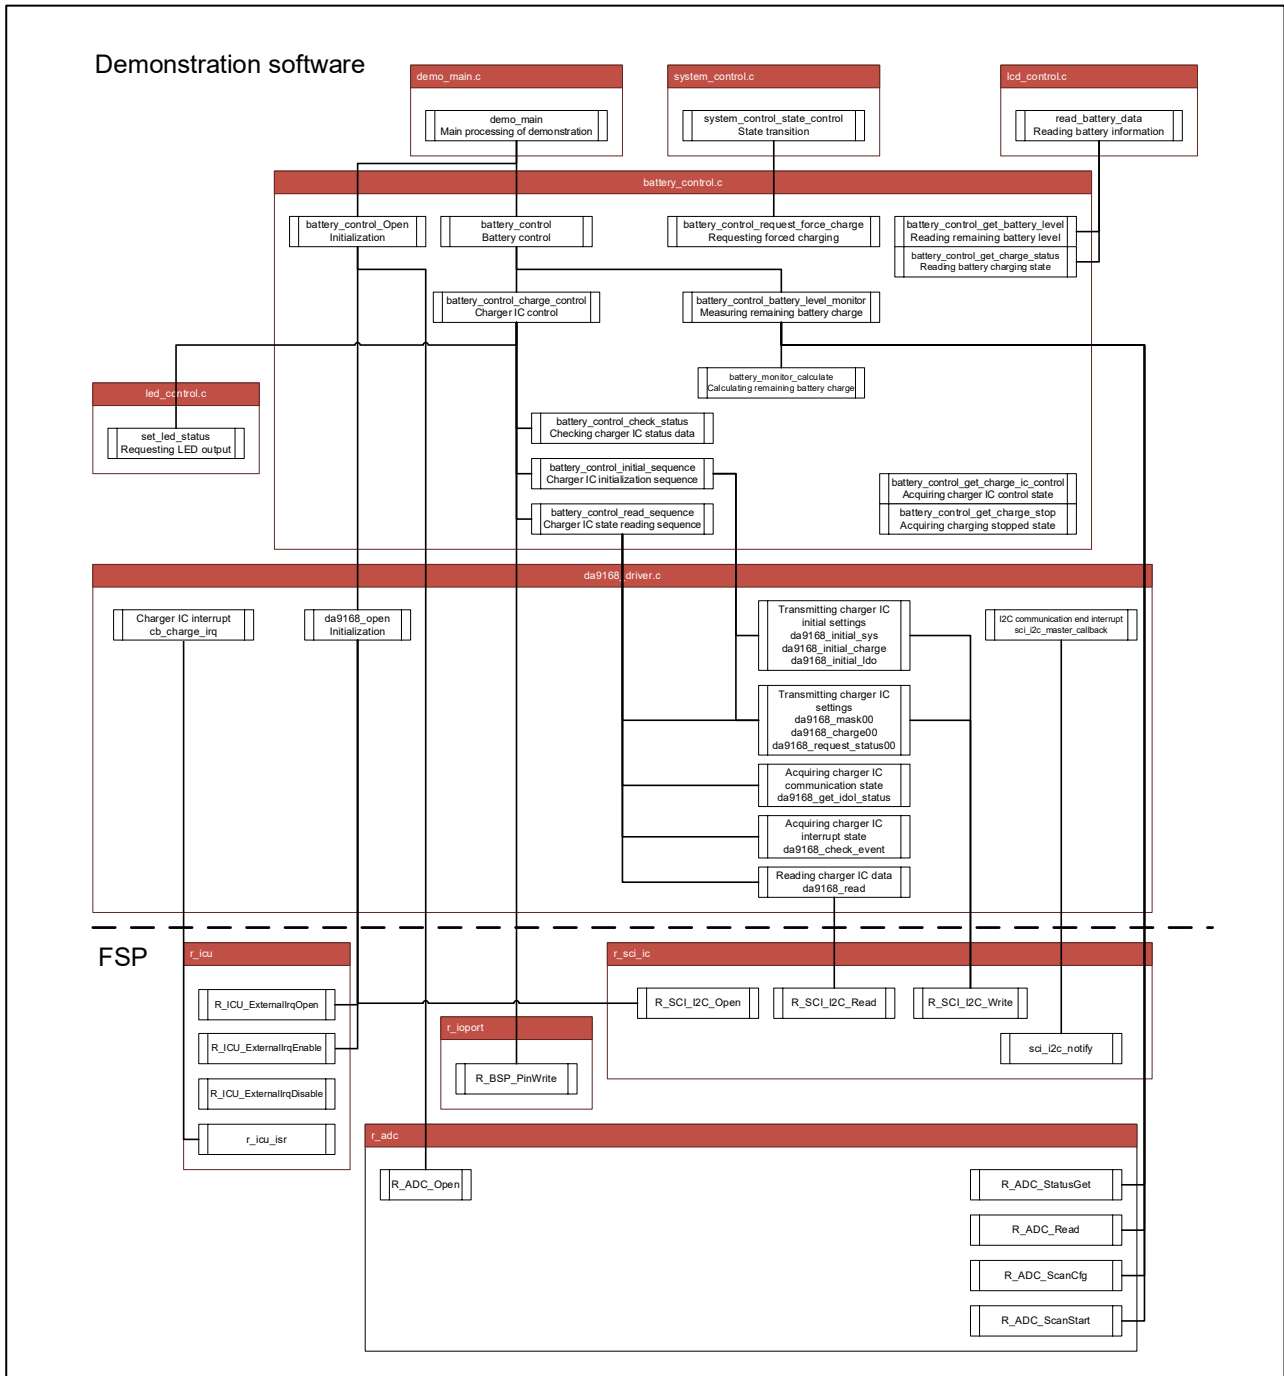 Demonstration software
demo_main.c
demo_main
Main processing of demonstration
system_control.c
system_control_state_control
State transition
lcd_control.c
read_battery_data
Reading battery information
battery_control.c
battery_control_Open
Initialization
battery_control
Battery control
battery_control_request_force_charge
Requesting forced charging
battery_control_get_battery_level
Reading remaining battery level
battery_control_get_charge_status
Reading battery charging state
battery_control_charge_control
Charger IC control
battery_control_battery_level_monitor
Measuring remaining battery charge
battery_monitor_calculate
Calculating remaining battery charge
led_control.c
set_led_status
Requesting LED output
battery_control_check_status
Checking charger IC status data
battery_control_initial_sequence
Charger IC initialization sequence
battery_control_read_sequence
Charger IC state reading sequence
battery_control_get_charge_ic_control
Acquiring charger IC control state
battery_control_get_charge_stop
Acquiring charging stopped state
da9168_driver.c
Charger IC interrupt
cb_charge_irq
da9168_open
Initialization
Transmitting charger IC
initial settings
da9168_initial_sys
da9168_initial_charge
da9168_initial_ldo
I2C communication end interrupt
sci_i2c_master_callback
Transmitting charger IC
settings
da9168_mask00
da9168_charge00
da9168_request_status00
Acquiring charger IC
communication state
da9168_get_idol_status
Acquiring charger IC
interrupt state
da9168_check_event
Reading charger IC data
da9168_read
FSP
r_icu
R_ICU_ExternalIrqOpen
R_ICU_ExternalIrqEnable
R_ICU_ExternalIrqDisable
r_icu_isr
r_ioport
R_BSP_PinWrite
r_sci_ic
R_SCI_I2C_Open
R_SCI_I2C_Read
R_SCI_I2C_Write
sci_i2c_notify
r_adc
R_ADC_Open
R_ADC_StatusGet
R_ADC_Read
R_ADC_ScanCfg
R_ADC_ScanStart